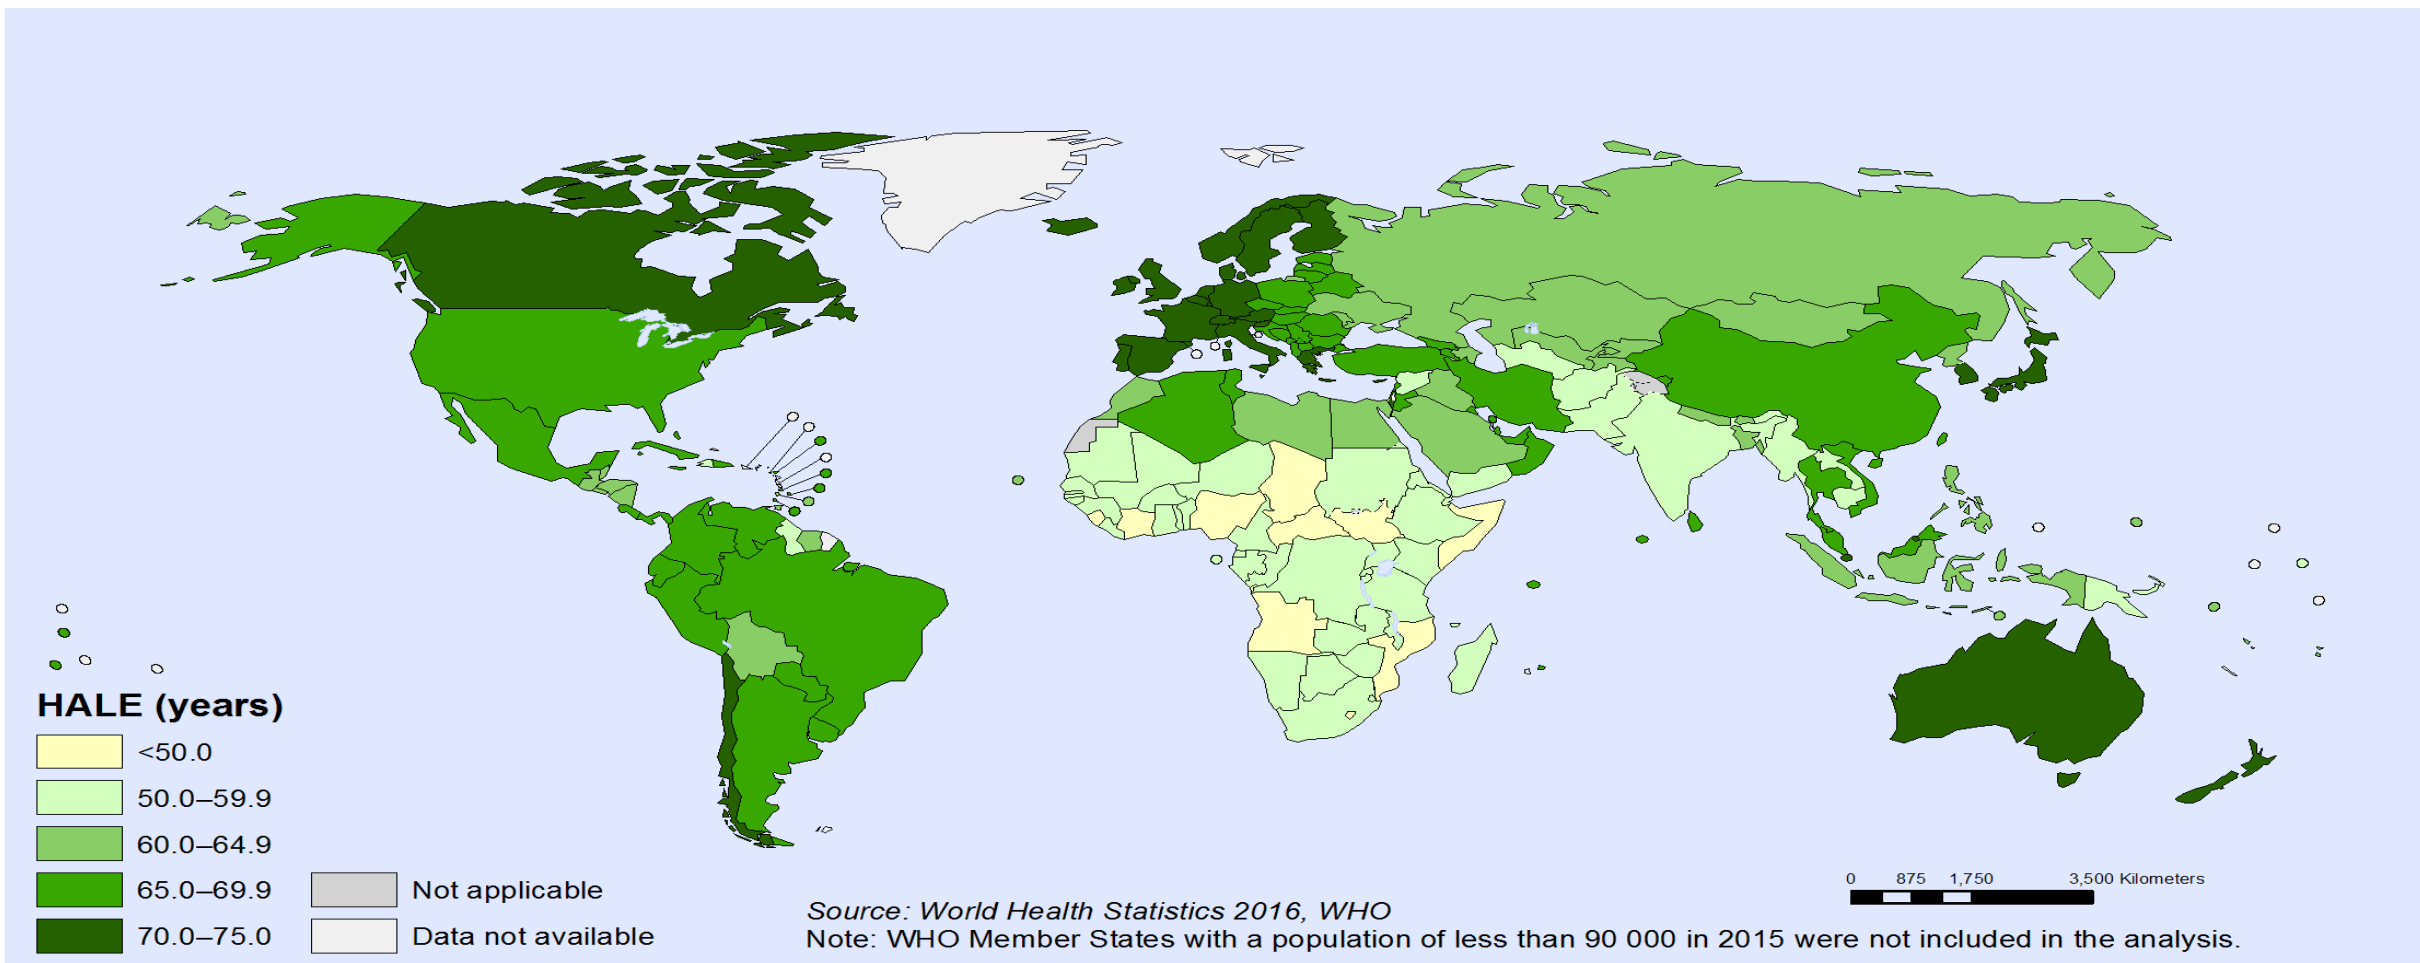 HALE (years)
<50.0
50.0–59.9
60.0–64.9
65.0–69.9
70.0–75.0
Not applicable
Data not available
0 875 1,750 3,500 Kilometers
Source: World Health Statistics 2016, WHO
Note: WHO Member States with a population of less than 90 000 in 2015 were not included in the analysis.